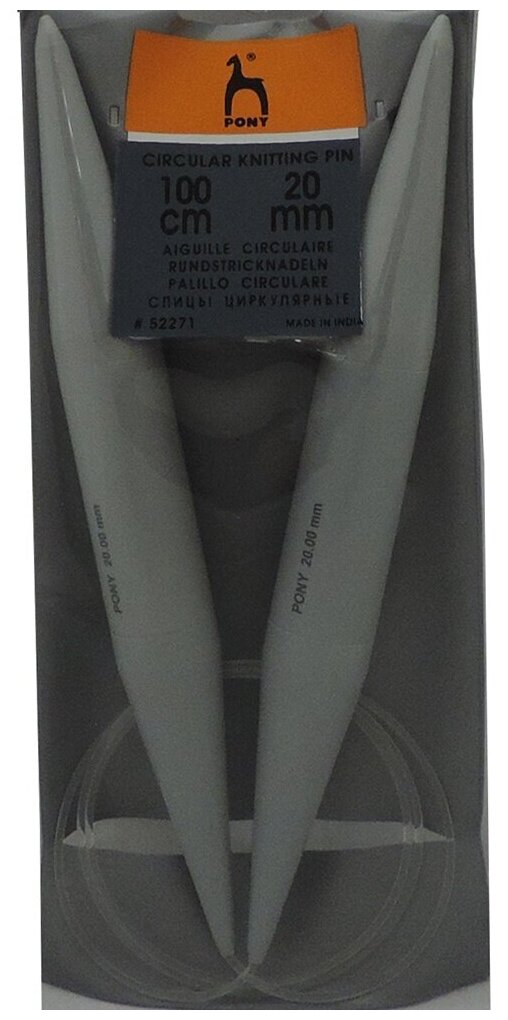 ®
PONY
CIRCULAR KNITTING PIN
100 20
cm mm
AIGUILLE CIRCULAIRE
RUNDSTRICKNADELN
PALILLO CIRCULARE
СПИЦЫ ЦИРКУЛЯРНЫЕ
# 52271 MADE IN INDIA
PONY 20.00 mm
PONY 20.00 mm